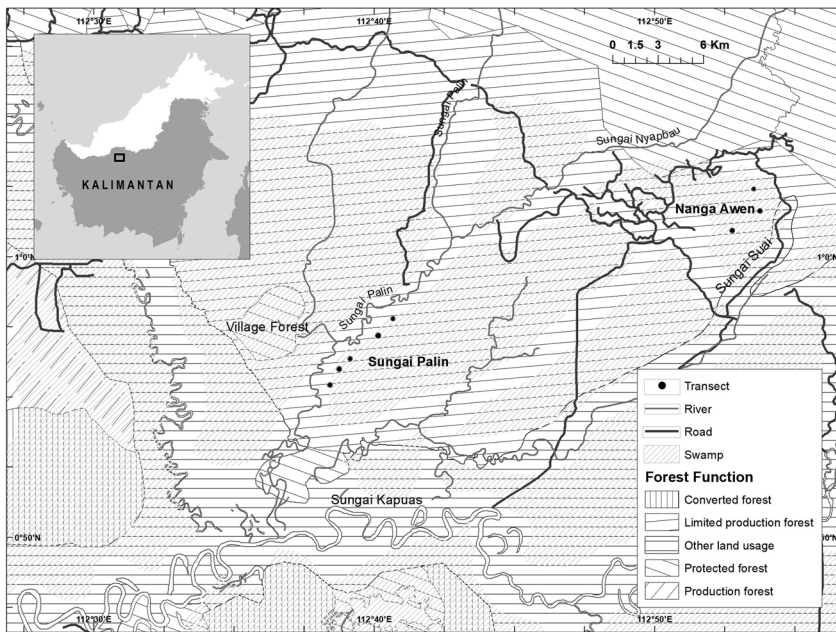 112°30'E
112°40'E
112°50'E
0 1.5 3 6 Km
KALIMANTAN
Sungai Palin
Sungai Nyapbau
Nanga Awen
1°0'N
1°0'N
Sungai Suar
Sungai Palin
Village Forest
Sungai Palin
Transect
River
Road
Swamp
Forest Function
Converted forest
Limited production forest
Other land usage
Protected forest
Production forest
Sungai Kapuas
0°50'N
112°30'E
112°40'E
112°50'E